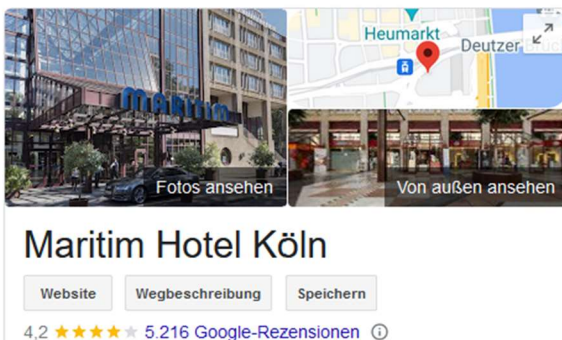 Heumarkt
Deutzer Brück
MARITIM
Fotos ansehen
Von außen ansehen
Maritim Hotel Köln
Website
Wegbeschreibung
Speichern
4,2 5.216 Google-Rezensionen